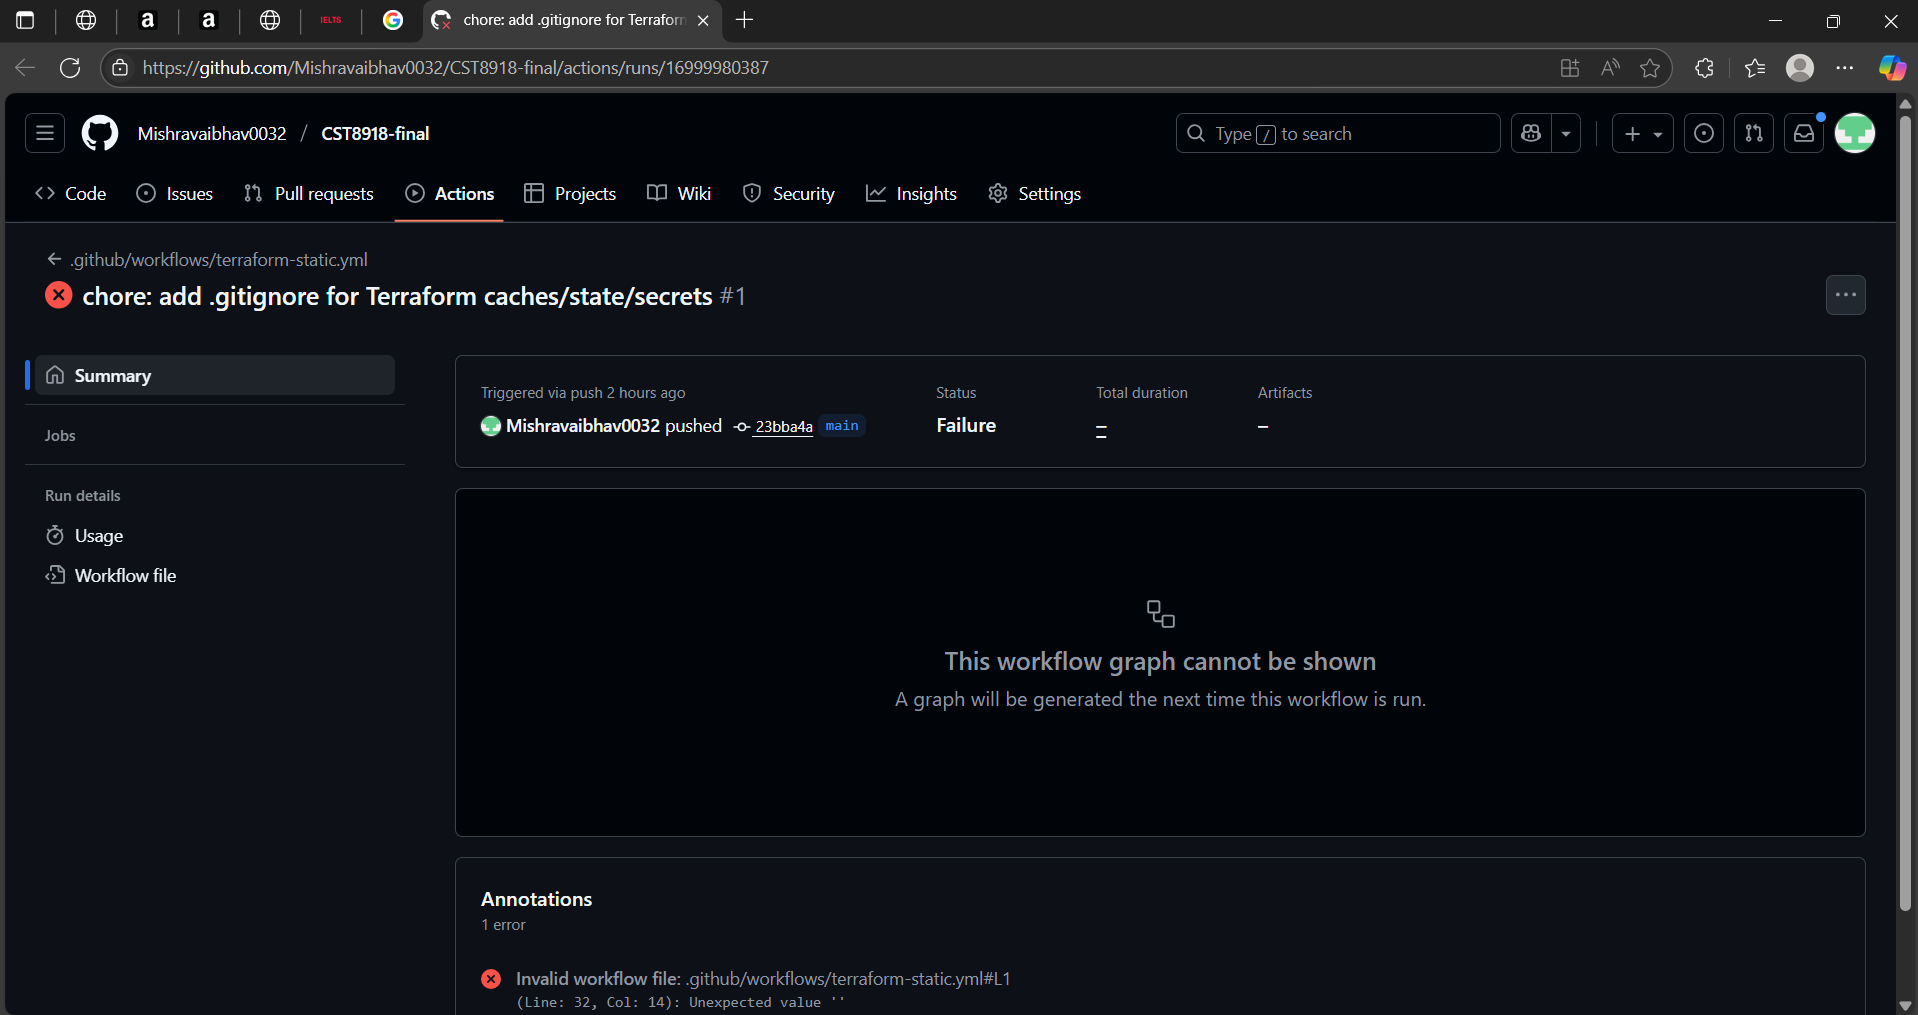 IELTS
chore: add .gitignore for Terraform
https://github.com/Mishravaibhav0032/CST8918-final/actions/runs/16999980387
Mishravaibhav0032 / CST8918-final
Type / to search
Code Issues Pull requests Actions Projects Wiki Security Insights Settings
.github/workflows/terraform-static.yml
chore: add .gitignore for Terraform caches/state/secrets #1
Summary
Jobs
Run details
Usage
Workflow file
Triggered via push 2 hours ago
Mishravaibhav0032 pushed 23bba4a main
Status
Failure
Total duration
–
Artifacts
–
This workflow graph cannot be shown
A graph will be generated the next time this workflow is run.
Annotations
1 error
Invalid workflow file: .github/workflows/terraform-static.yml#L1
(Line: 32, Col: 14): Unexpected value ''